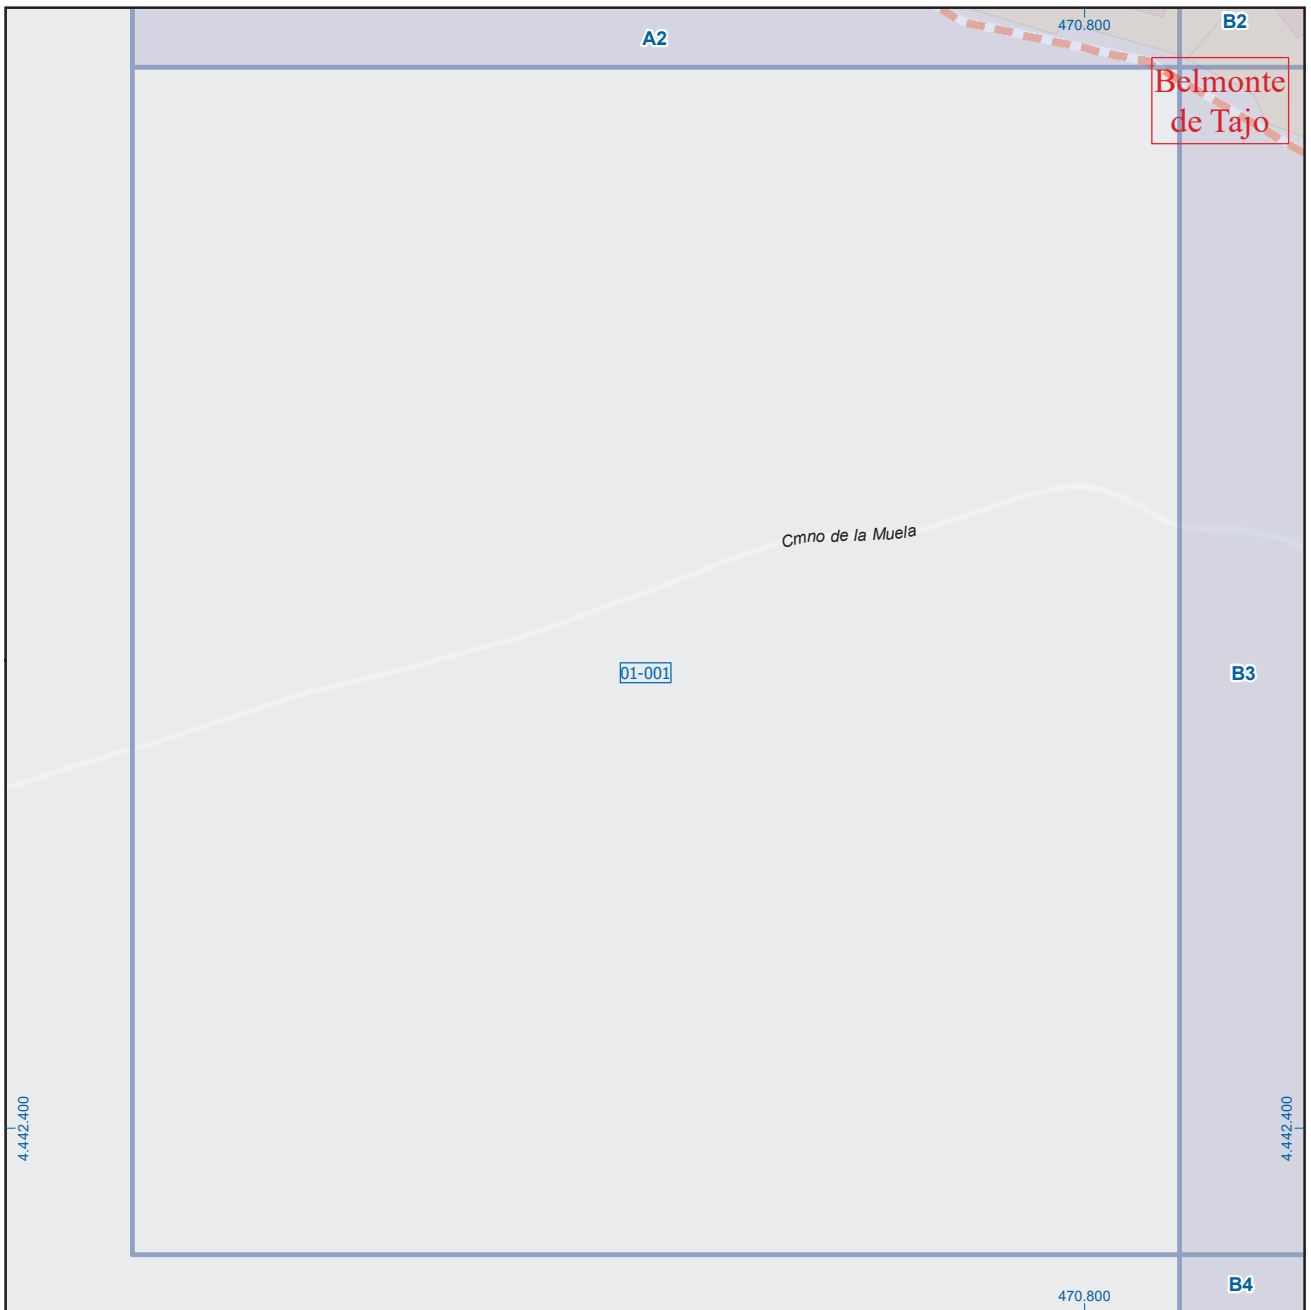 B2
470.800
A2
Belmonte
de Tajo
Cmno de la Muela
01-001
B3
4.442.400
4.442.400
B4
470.800